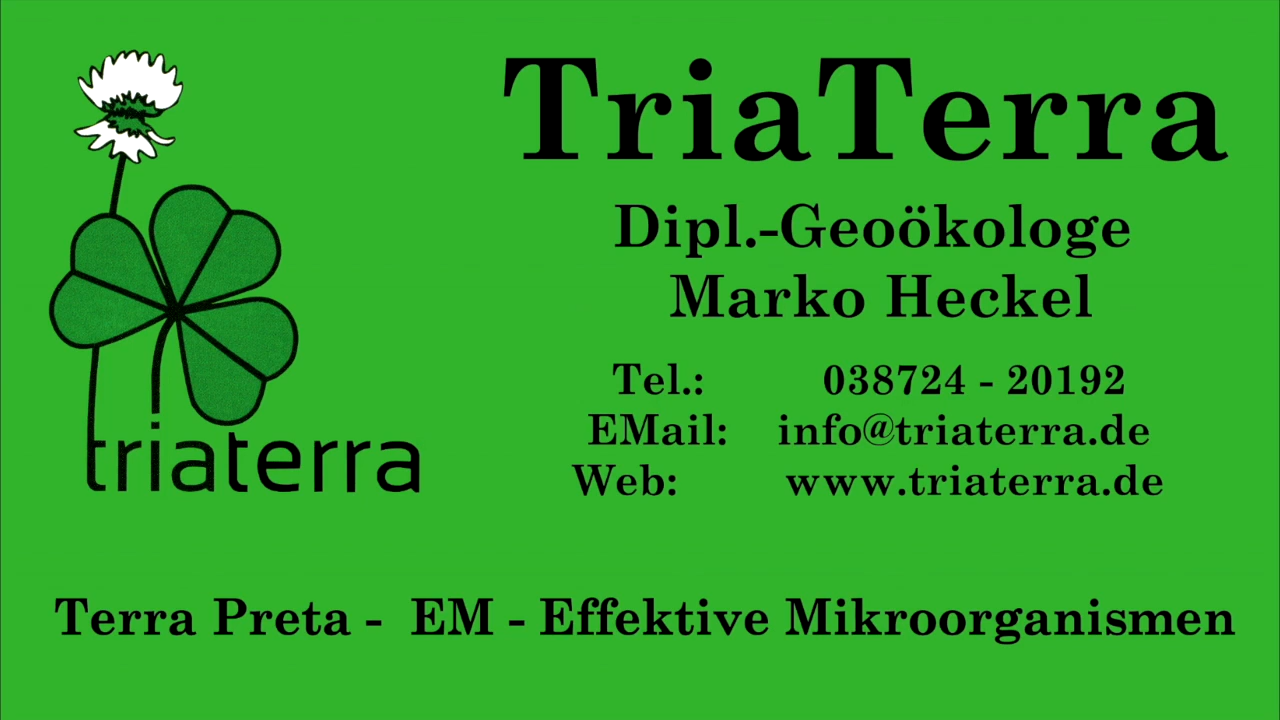 TriaTerra
Dipl.-Geoökologe
Marko Heckel
Tel.: 038724 - 20192
EMail: info@triaterra.de
Web: www.triaterra.de
triaterra
Terra Preta - EM - Effektive Mikroorganismen